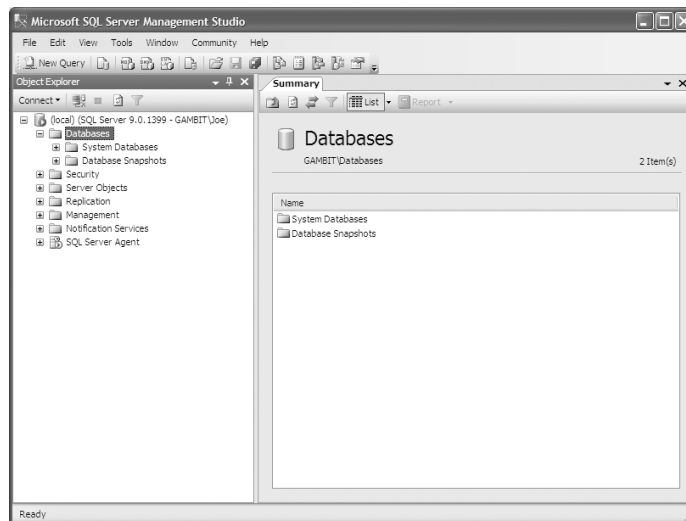 Microsoft SQL Server Management Studio
File Edit View Tools Window Community Help
New Query
Object Explorer
Connect
(local) (SQL Server 9.0.1399 - GAMBIT\Joe)
Databases
System Databases
Database Snapshots
Security
Server Objects
Replication
Management
Notification Services
SQL Server Agent
Summary
List Report
Databases
GAMBIT\Databases 2 Item(s)
Name
System Databases
Database Snapshots
Ready